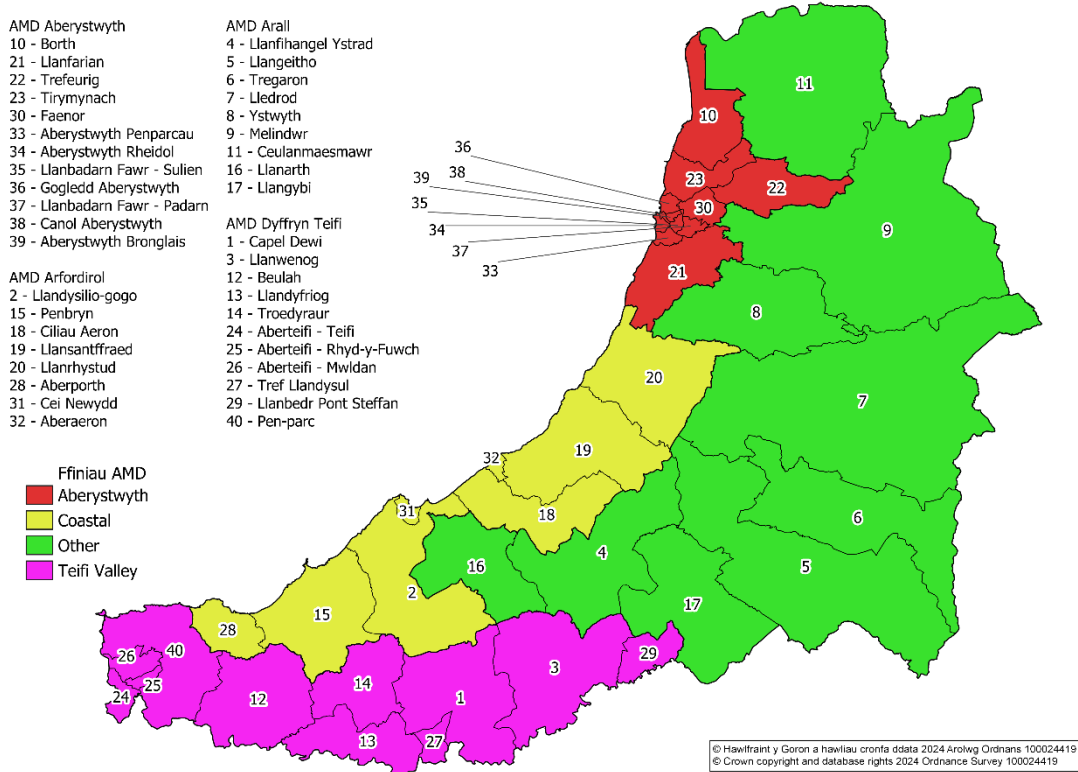 AMD Aberystwyth
10 - Borth
21 - Llanfarian
22 - Trefeurig
23 - Tirymynach
30 - Faenor
33 - Aberystwyth Penparcau
34 - Aberystwyth Rheidol
35 - Llanbadarn Fawr - Sulien
36 - Gogledd Aberystwyth
37 - Llanbadarn Fawr - Padarn
38 - Canol Aberystwyth
39 - Aberystwyth Bronglais
AMD Arfordirol
2 - Llandysilio-gogo
15 - Penbryn
18 - Ciliau Aeron
19 - Llansantffraed
20 - Llanrhystud
28 - Aberporth
31 - Cei Newydd
32 - Aberaeron
AMD Arall
4 - Llanfihangel Ystrad
5 - Llangeitho
6 - Tregaron
7 - Lledrod
8 - Ystwyth
9 - Melindwr
11 - Ceulanmaesmawr
16 - Llanarth
17 - Llangybi
AMD Dyffryn Teifi
1 - Capel Dewi
3 - Llanwenog
12 - Beulah
13 - Llandyfriog
14 - Troedyraur
24 - Aberteifi - Teifi
25 - Aberteifi - Rhyd-y-Fuwch
26 - Aberteifi - Mwldan
27 - Tref Llandysul
29 - Llanbedr Pont Steffan
40 - Pen-parc
Ffiniau AMD
Aberystwyth
Coastal
Other
Teifi Valley
11
10
36
38
23
39
22
30
35
9
34
37
33
21
8
20
7
19
32
31
18
6
4
16
5
2
17
15
28
40
29
26
3
14
25
24
12
1
13
27
© Hawlfraint y Goron a hawliau cronfa ddata 2024 Arolwg Ordnans 100024419
© Crown copyright and database rights 2024 Ordnance Survey 100024419